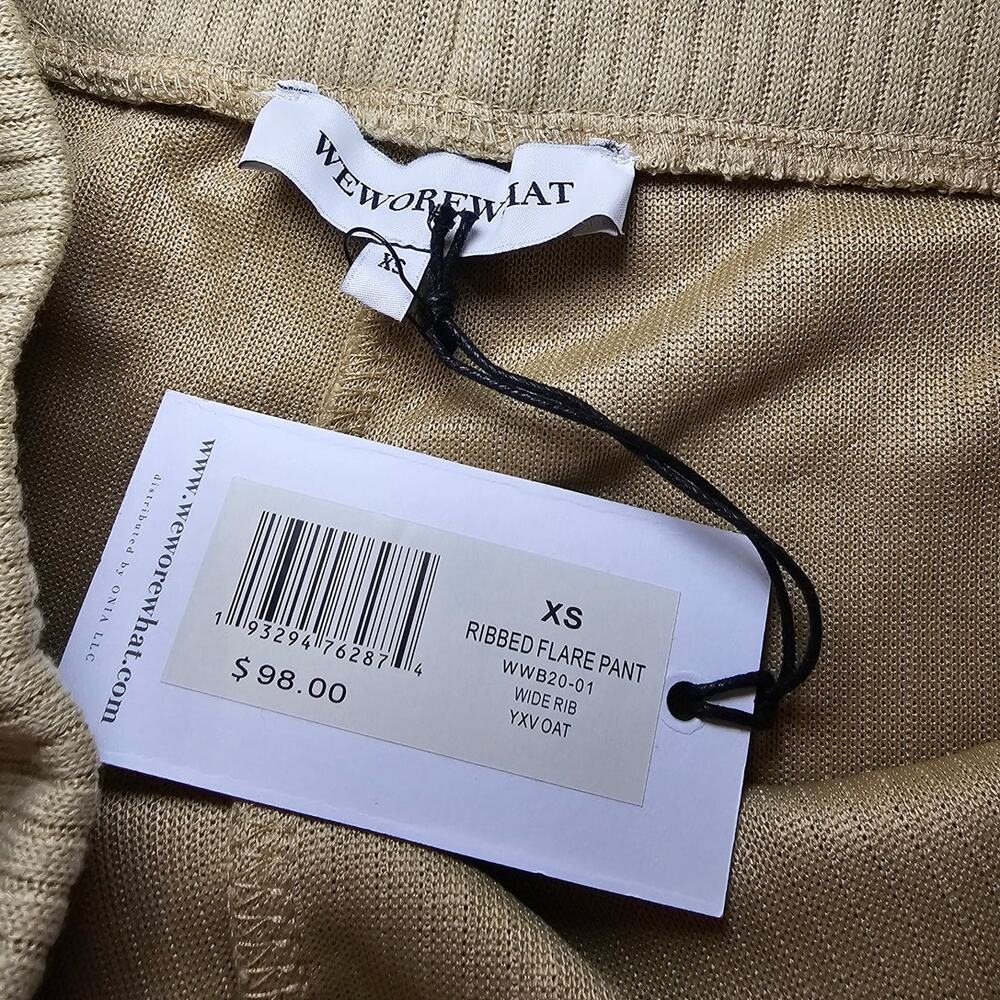 WEWOREWHAT
XS
www.weworewhat.com
distributed by ONIA LLC
1 93294 76287 4
$ 98.00
XS
RIBBED FLARE PANT
WWB20-01
WIDE RIB
YXV OAT